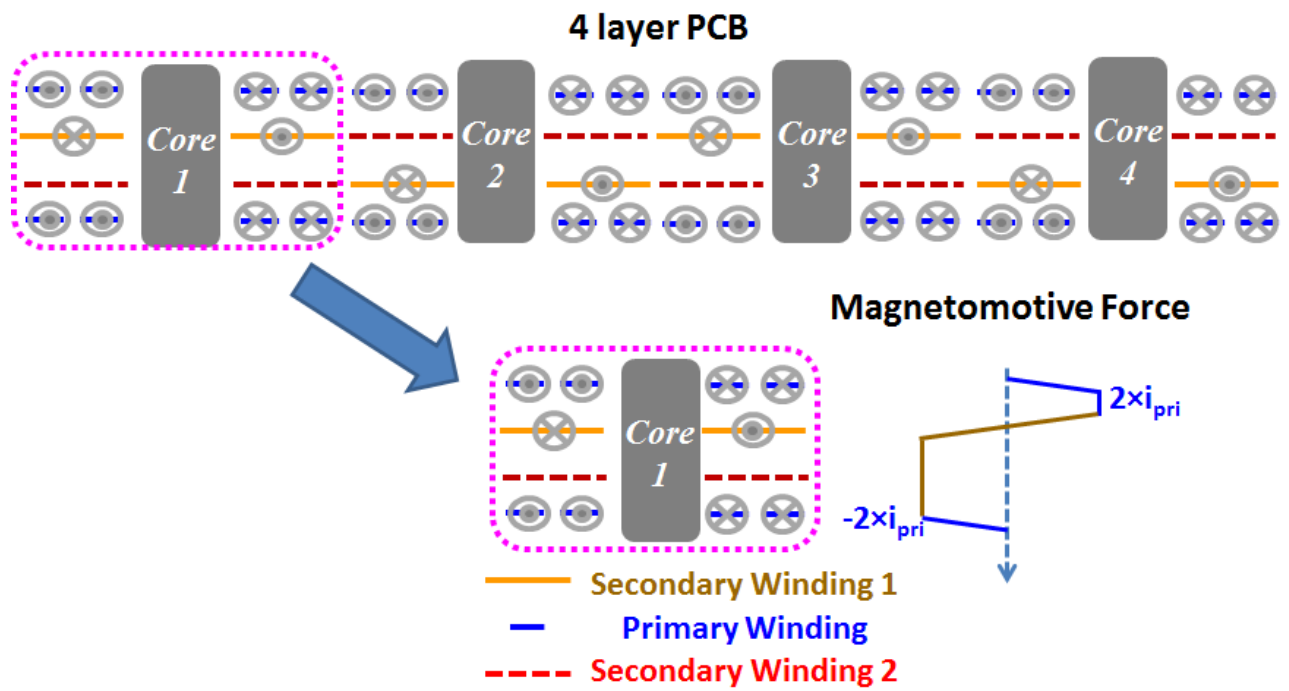 4 layer PCB
Core
1
Core
2
Core
3
Core
4
Magnetomotive Force
Core
1
2×ipri
-2×ipri
Secondary Winding 1
Primary Winding
Secondary Winding 2